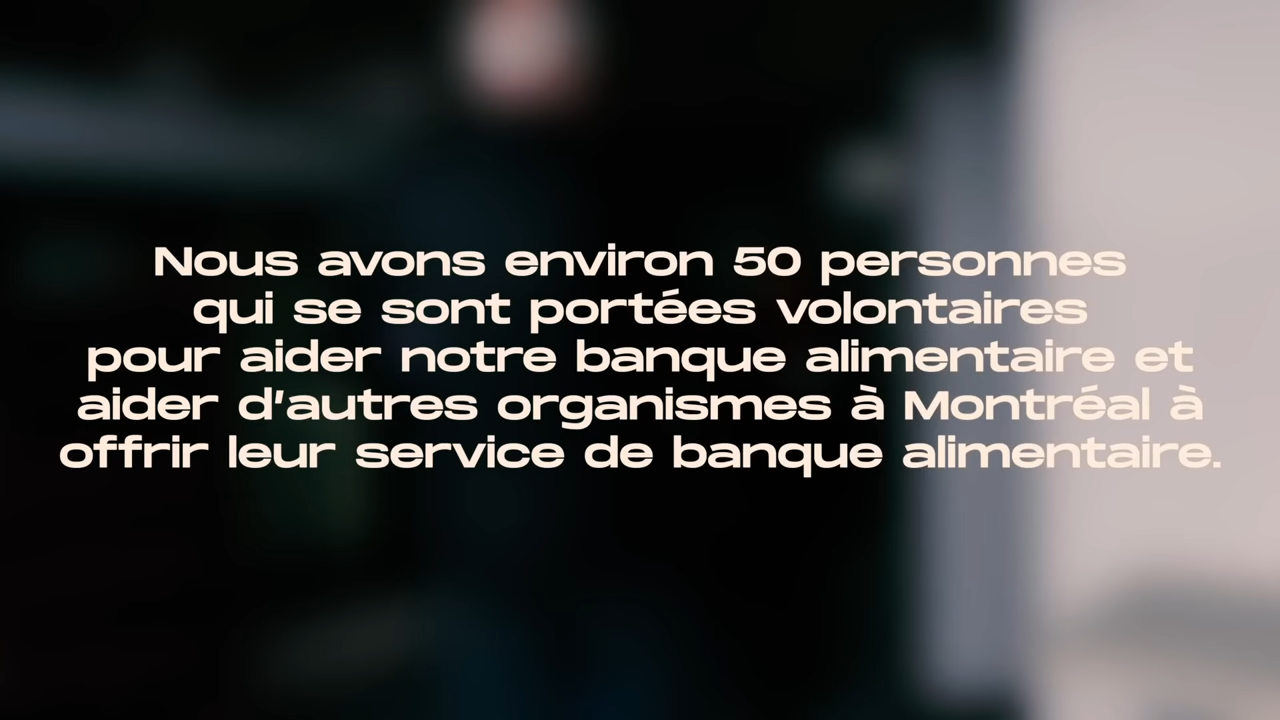 Nous avons environ 50 personnes
qui se sont portées volontaires
pour aider notre banque alimentaire et
aider d'autres organismes à Montréal à
offrir leur service de banque alimentaire.